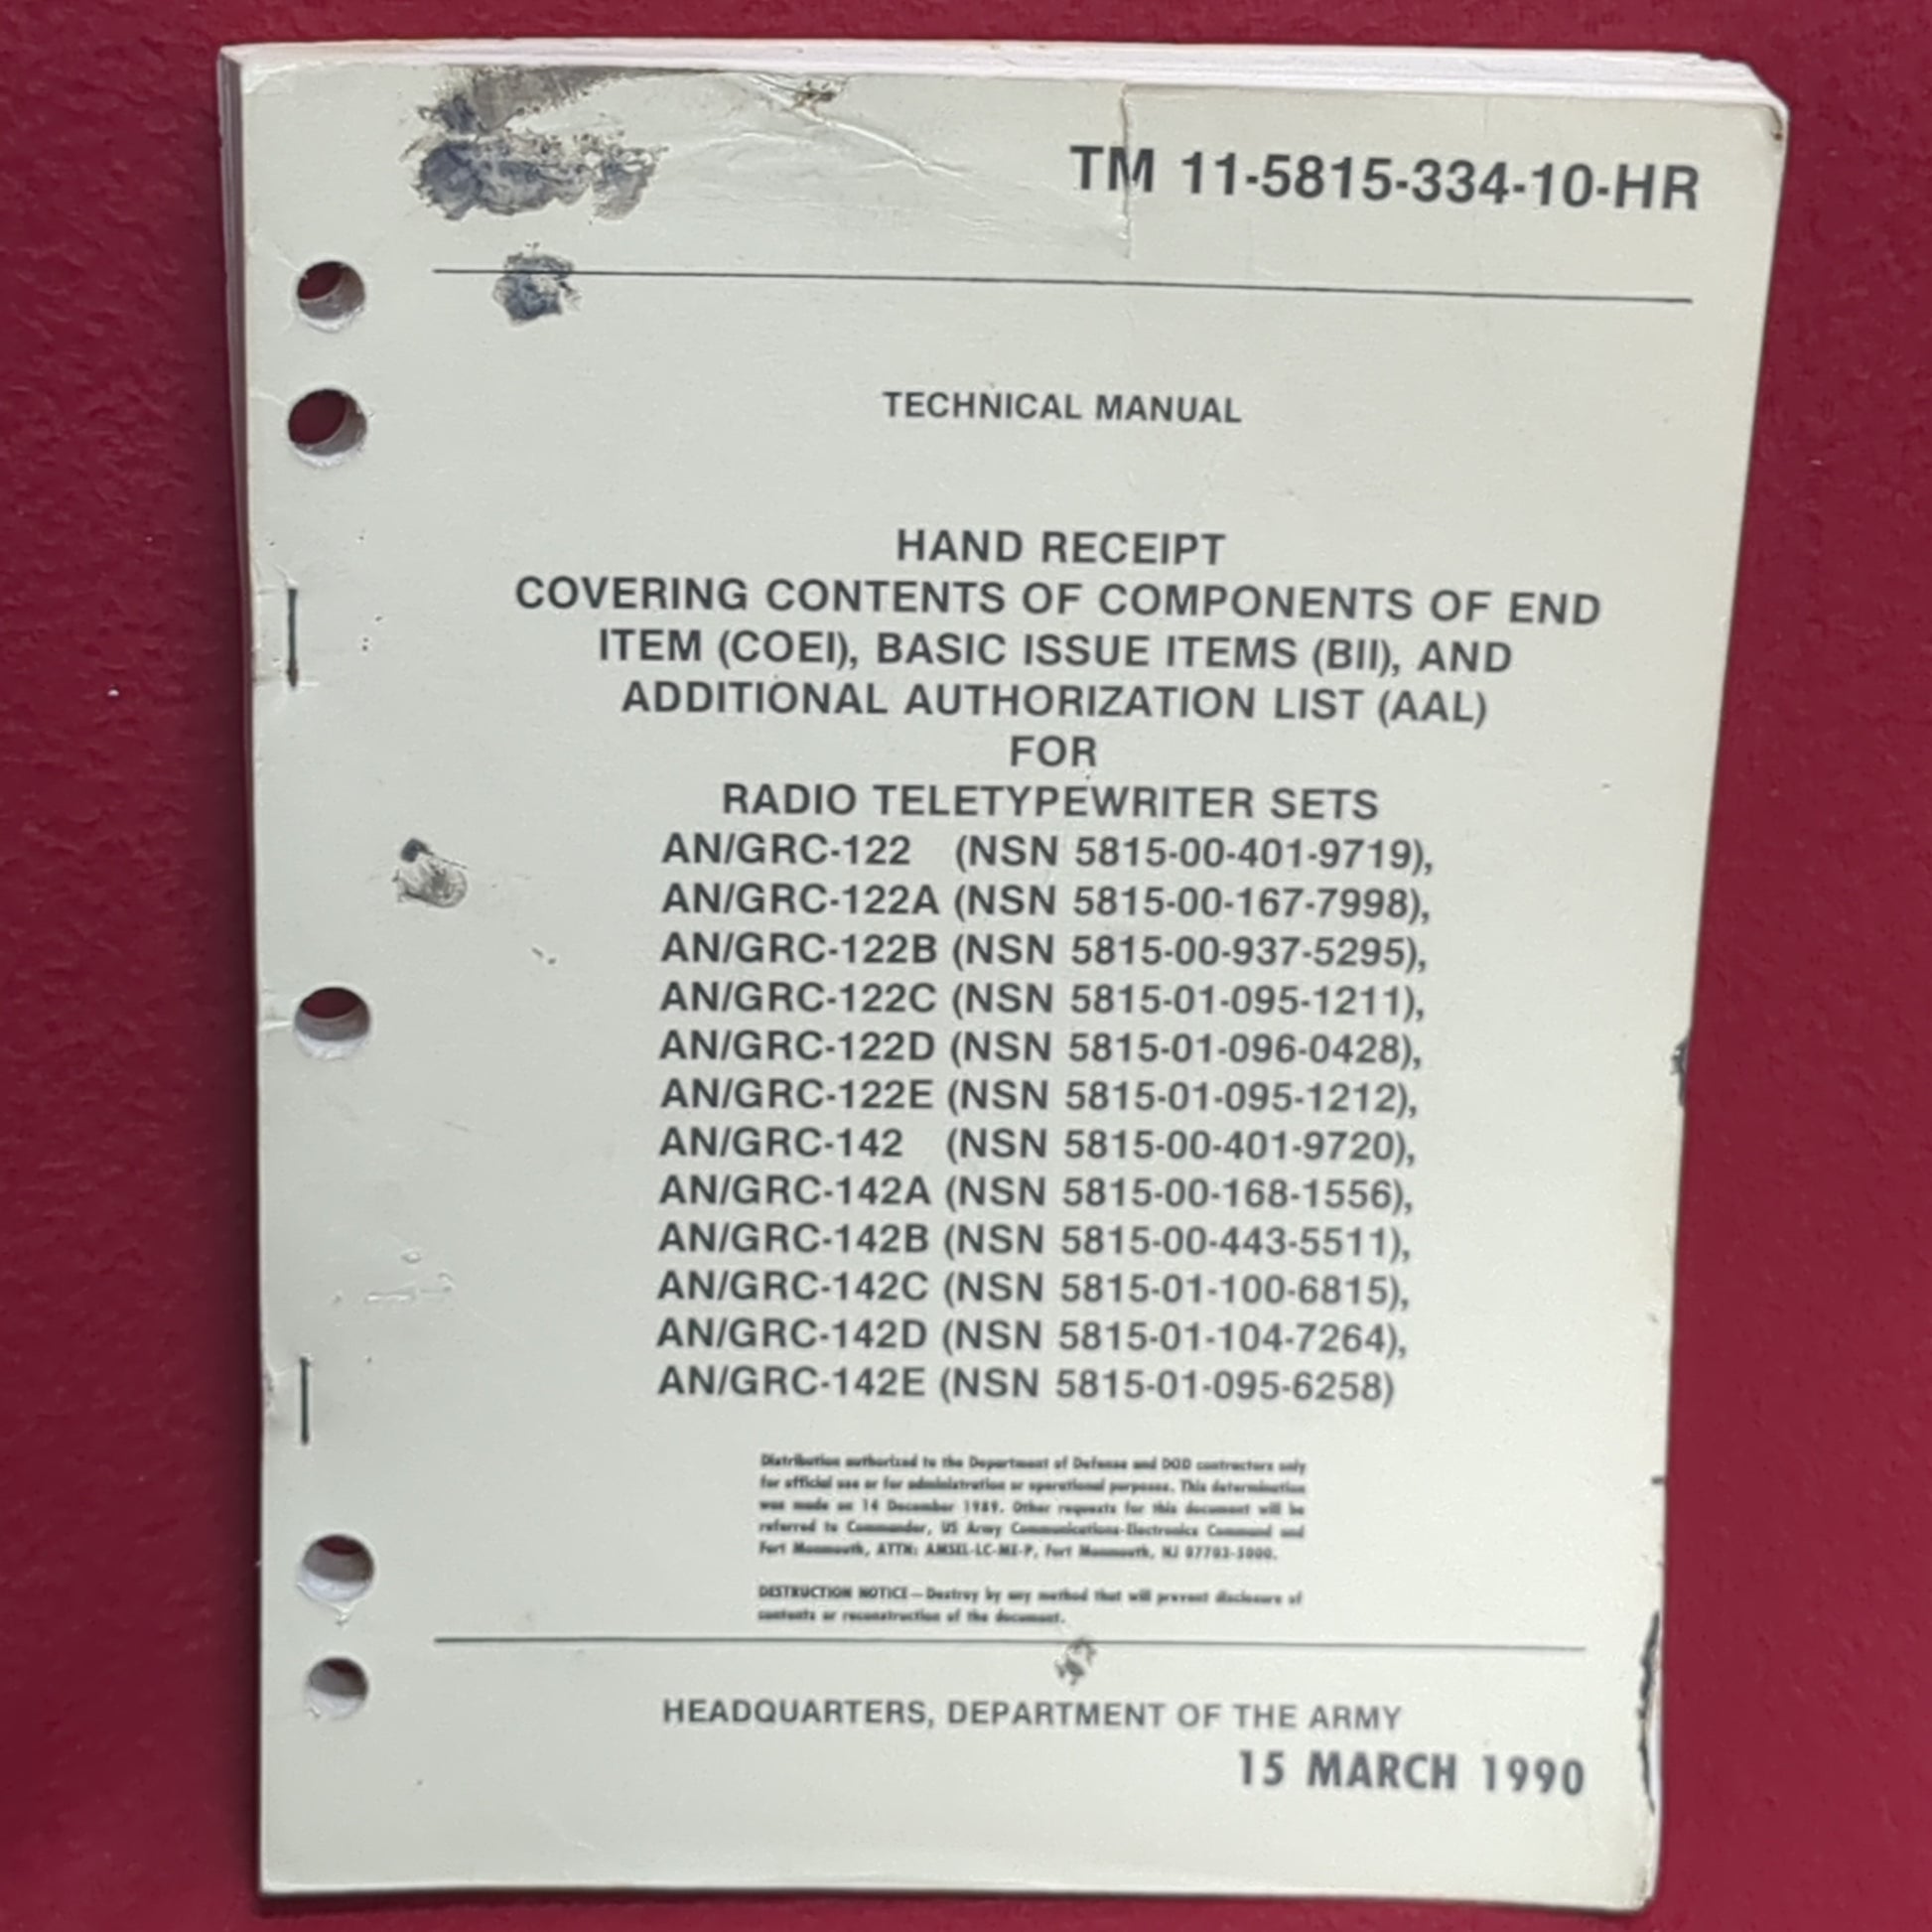 TM 11-5815-334-10-HR
TECHNICAL MANUAL
HAND RECEIPT
COVERING CONTENTS OF COMPONENTS OF END
ITEM (COEI), BASIC ISSUE ITEMS (BII), AND
ADDITIONAL AUTHORIZATION LIST (AAL)
FOR
RADIO TELETYPEWRITER SETS
AN/GRC-122 (NSN 5815-00-401-9719),
AN/GRC-122A (NSN 5815-00-167-7998),
AN/GRC-122B (NSN 5815-00-937-5295),
AN/GRC-122C (NSN 5815-01-095-1211),
AN/GRC-122D (NSN 5815-01-096-0428),
AN/GRC-122E (NSN 5815-01-095-1212),
AN/GRC-142 (NSN 5815-00-401-9720),
AN/GRC-142A (NSN 5815-00-168-1556),
AN/GRC-142B (NSN 5815-00-443-5511),
AN/GRC-142C (NSN 5815-01-100-6815),
AN/GRC-142D (NSN 5815-01-104-7264),
AN/GRC-142E (NSN 5815-01-095-6258)
Distribution authorized to the Department of Defense and DOD contractors only
for official use or for administration or operational purposes. This determination
was made on 14 December 1989. Other requests for this document will be
referred to Commander, US Army Communications-Electronics Command and
Fort Monmouth, ATTN: AMSEL-LC-ME-P, Fort Monmouth, NJ 07703-5000.
DESTRUCTION NOTICE—Destroy by any method that will prevent disclosure of
contents or reconstruction of the document.
HEADQUARTERS, DEPARTMENT OF THE ARMY
15 MARCH 1990